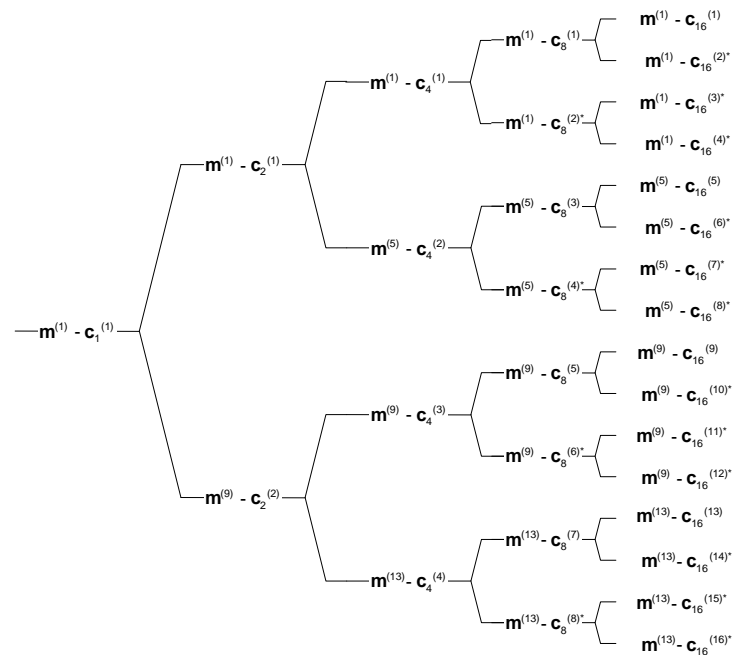 m⁽¹⁾ - c₁₆⁽¹⁾
m⁽¹⁾ - c₈⁽¹⁾
m⁽¹⁾ - c₁₆⁽²⁾*
m⁽¹⁾ - c₄⁽¹⁾
m⁽¹⁾ - c₁₆⁽³⁾*
m⁽¹⁾ - c₈⁽²⁾*
m⁽¹⁾ - c₁₆⁽⁴⁾*
m⁽¹⁾ - c₂⁽¹⁾
m⁽⁵⁾ - c₁₆⁽⁵⁾
m⁽⁵⁾ - c₈⁽³⁾
m⁽⁵⁾ - c₁₆⁽⁶⁾*
m⁽⁵⁾ - c₄⁽²⁾
m⁽⁵⁾ - c₁₆⁽⁷⁾*
m⁽⁵⁾ - c₈⁽⁴⁾*
m⁽⁵⁾ - c₁₆⁽⁸⁾*
m⁽¹⁾ - c₁⁽¹⁾
m⁽⁹⁾ - c₁₆⁽⁹⁾
m⁽⁹⁾ - c₈⁽⁵⁾
m⁽⁹⁾ - c₁₆⁽¹⁰⁾*
m⁽⁹⁾ - c₄⁽³⁾
m⁽⁹⁾ - c₁₆⁽¹¹⁾*
m⁽⁹⁾ - c₈⁽⁶⁾*
m⁽⁹⁾ - c₁₆⁽¹²⁾*
m⁽⁹⁾ - c₂⁽²⁾
m⁽¹³⁾ - c₁₆⁽¹³⁾
m⁽¹³⁾ - c₈⁽⁷⁾
m⁽¹³⁾ - c₁₆⁽¹⁴⁾*
m⁽¹³⁾ - c₄⁽⁴⁾
m⁽¹³⁾ - c₁₆⁽¹⁵⁾*
m⁽¹³⁾ - c₈⁽⁸⁾*
m⁽¹³⁾ - c₁₆⁽¹⁶⁾*